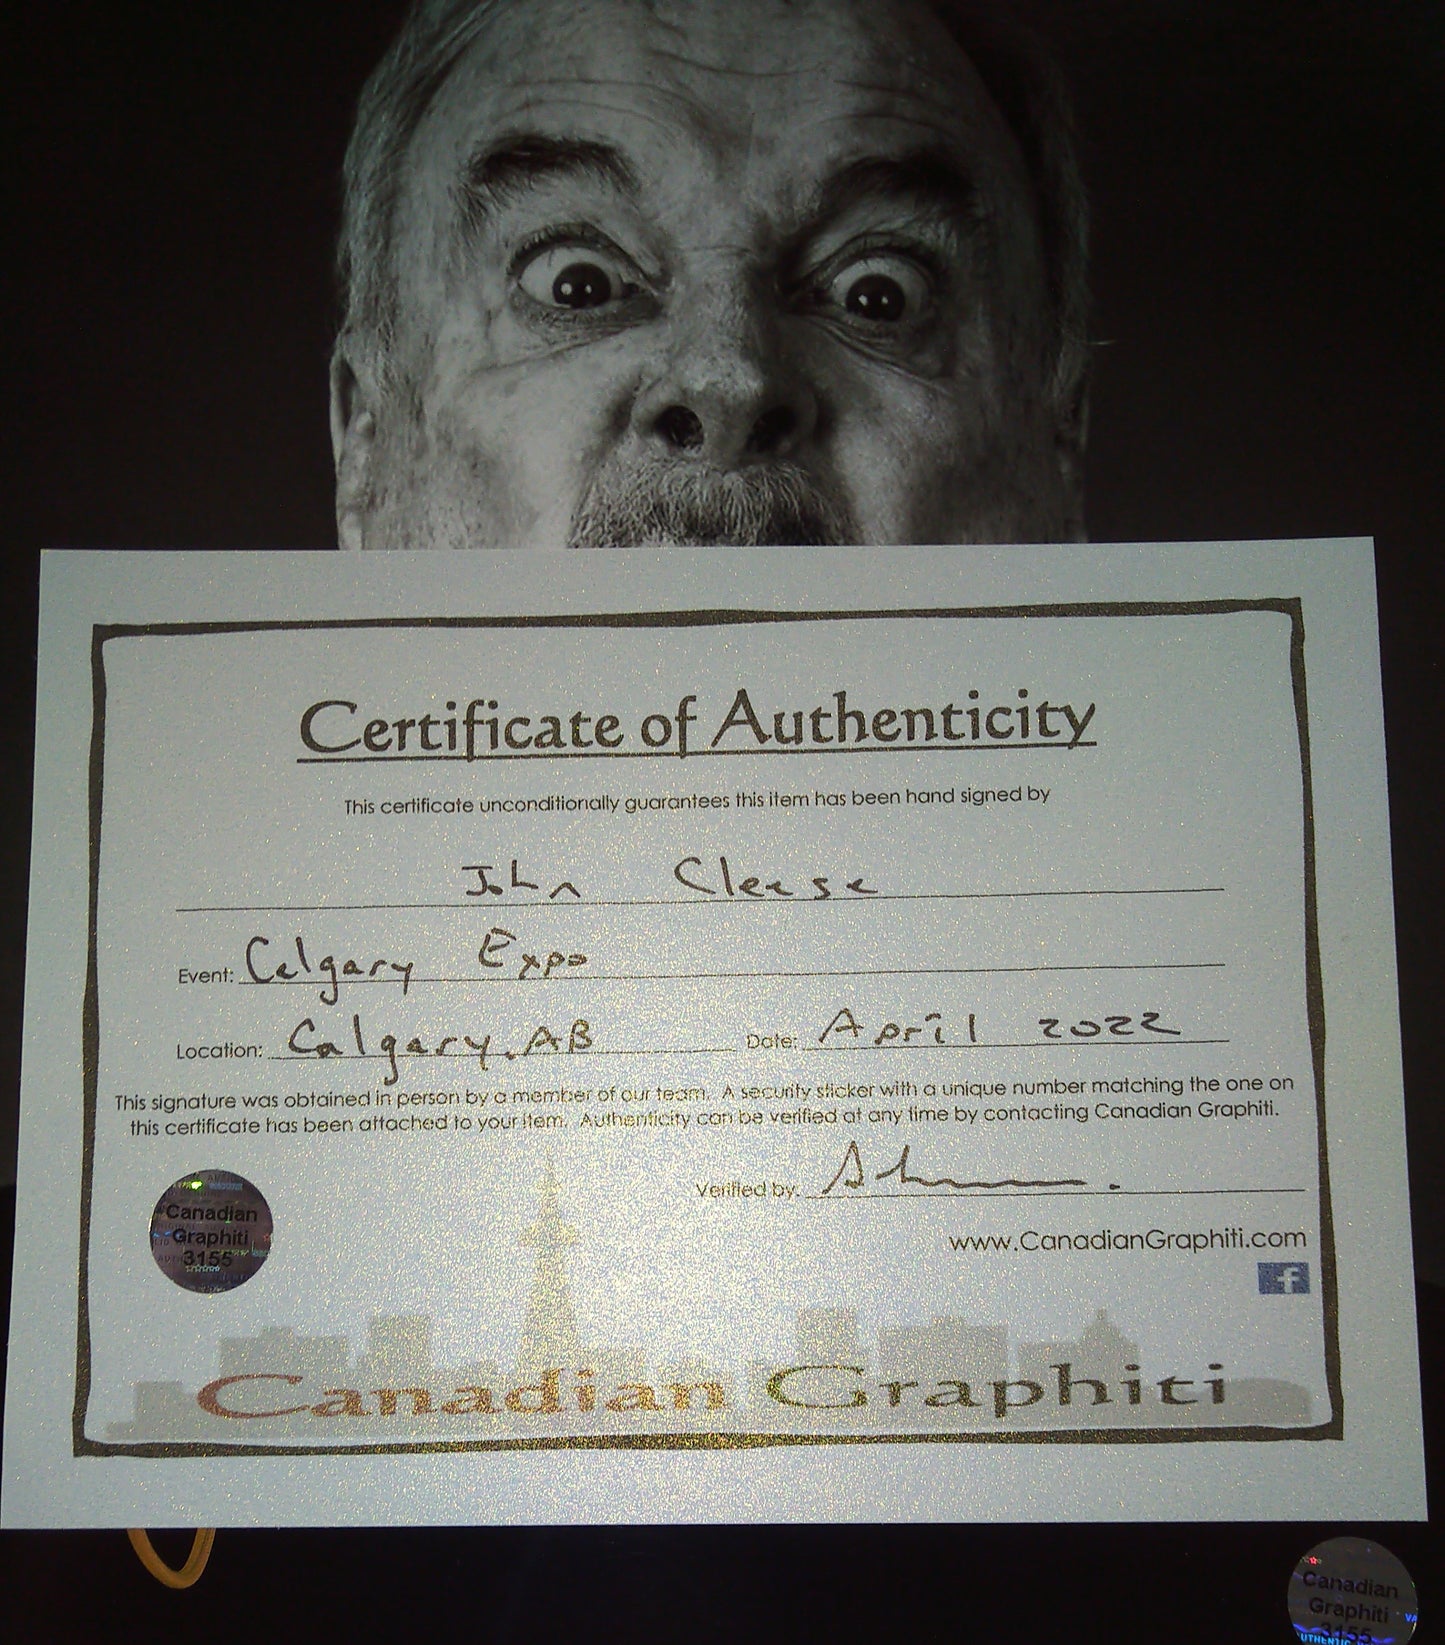 Certificate of Authenticity
This certificate unconditionally guarantees this item has been hand signed by
John Cleese
Event: Calgary Expo
Location: Calgary, AB Date: April 2022
This signature was obtained in person by a member of our team. A security sticker with a unique number matching the one on
this certificate has been attached to your item. Authenticity can be verified at any time by contacting Canadian Graphiti.
Verified by:
Canadian
Graphiti
3155
www.CanadianGraphiti.com
f
Canadian Graphiti
Canadian
Graphiti
3155